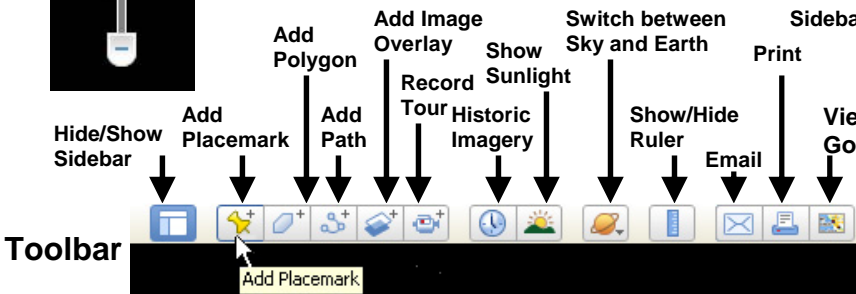 Add Image
Overlay
Switch between
Sky and Earth
Add
Polygon
Show
Sunlight
Print
Record
Tour
Hide/Show
Sidebar
Add
Placemark
Add
Path
Historic
Imagery
Show/Hide
Ruler
Email
Toolbar
Add Placemark